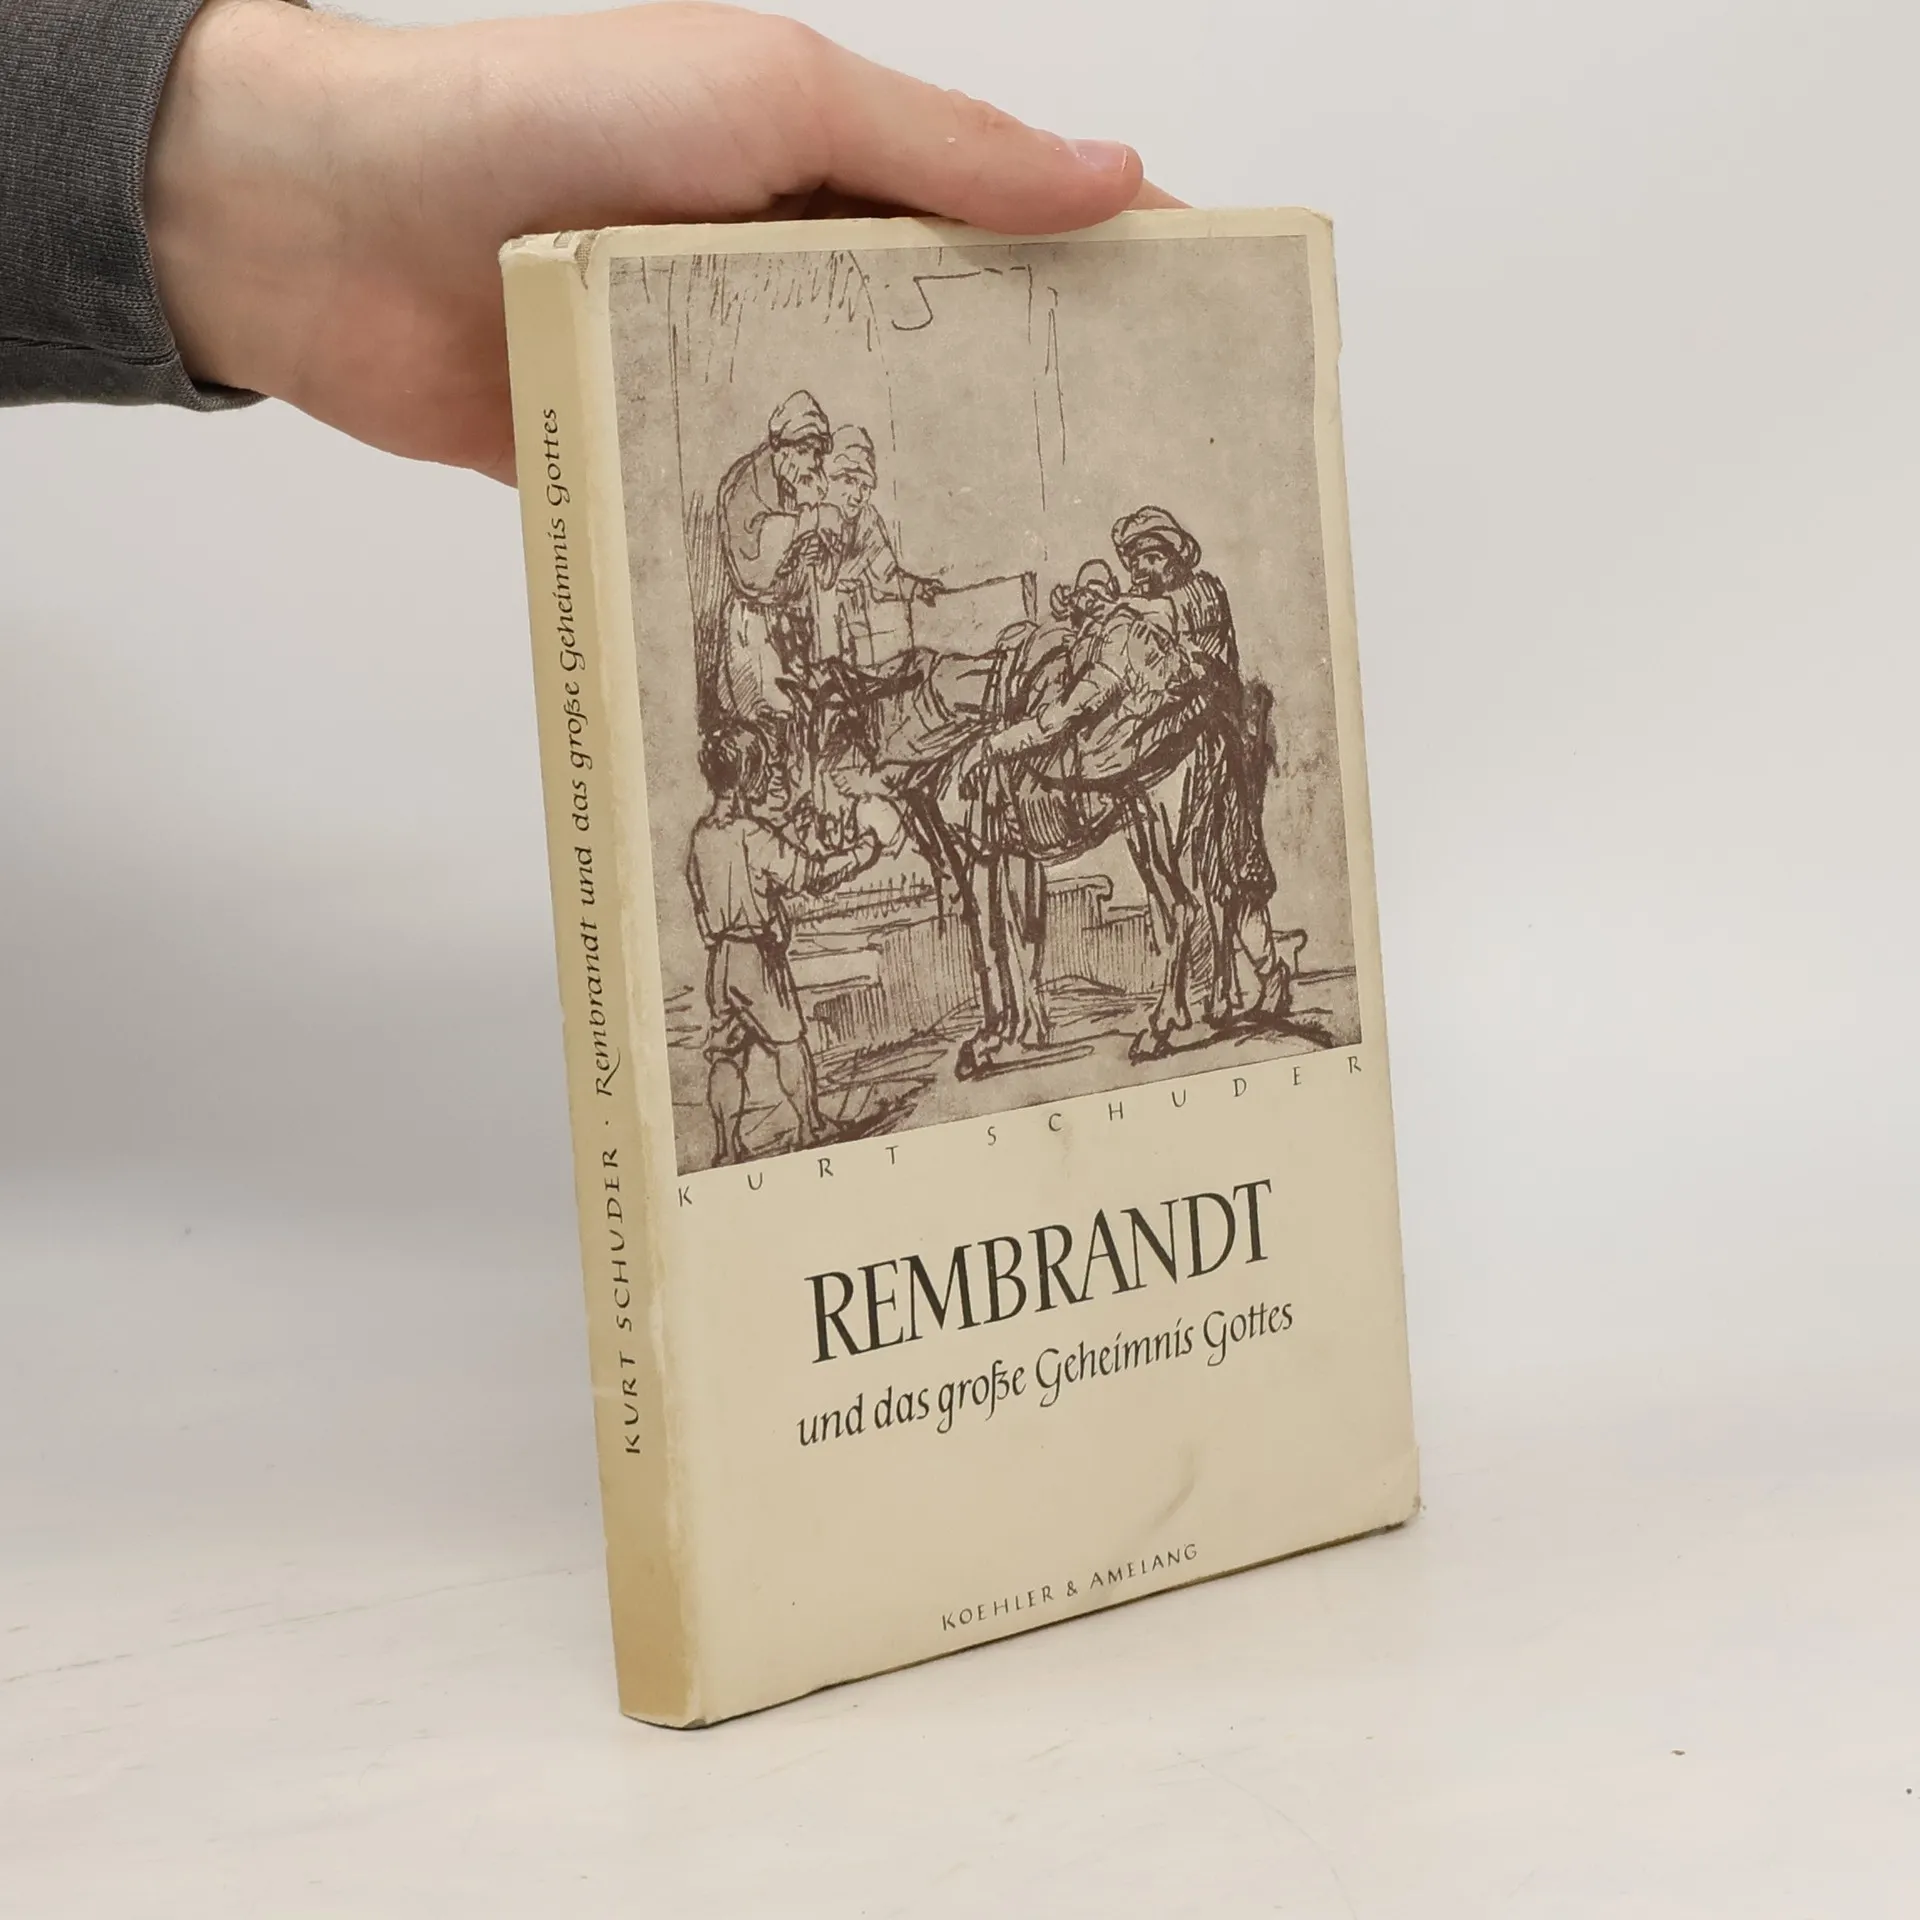 KURT SCHUDER · Rembrandt und das große Geheimnis Gottes
KURT SCHUDER
REMBRANDT
und das große Geheimnis Gottes
KOEHLER & AMELANG